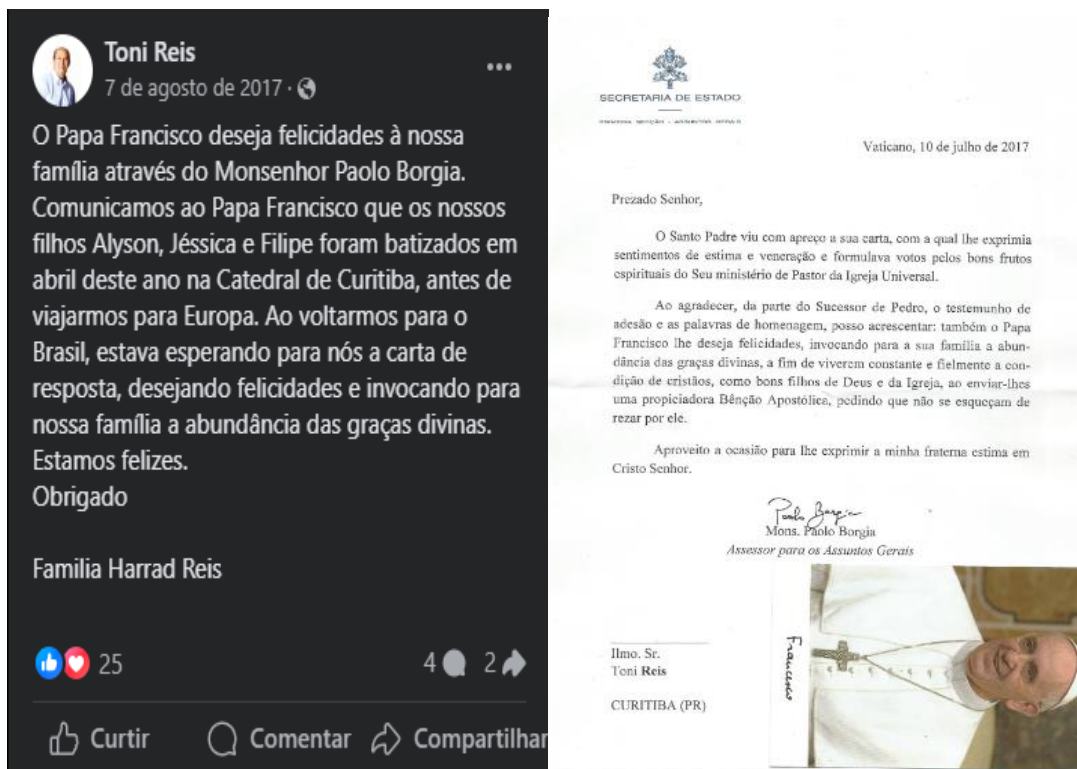 Toni Reis
7 de agosto de 2017 ·
O Papa Francisco deseja felicidades à nossa
família através do Monsenhor Paolo Borgia.
Comunicamos ao Papa Francisco que os nossos
filhos Alyson, Jéssica e Filipe foram batizados em
abril deste ano na Catedral de Curitiba, antes de
viajarmos para Europa. Ao voltarmos para o
Brasil, estava esperando para nós a carta de
resposta, desejando felicidades e invocando para
nossa família a abundância das graças divinas.
Estamos felizes.
Obrigado
Familia Harrad Reis
25
4
2
Curtir
Comentar
Compartilhar
SECRETARIA DE ESTADO
PRIMEIRA SECÇÃO - ASSUNTOS GERAIS
Vaticano, 10 de julho de 2017
Prezado Senhor,
O Santo Padre viu com apreço a sua carta, com a qual lhe exprimia
sentimentos de estima e veneração e formulava votos pelos bons frutos
espirituais do Seu ministério de Pastor da Igreja Universal.
Ao agradecer, da parte do Sucessor de Pedro, o testemunho de
adesão e as palavras de homenagem, posso acrescentar: também o Papa
Francisco lhe deseja felicidades, invocando para a sua família a abun-
dância das graças divinas, a fim de viverem constante e fielmente a con-
dição de cristãos, como bons filhos de Deus e da Igreja, ao enviar-lhes
uma propiciadora Bênção Apostólica, pedindo que não se esqueçam de
rezar por ele.
Aproveito a ocasião para lhe exprimir a minha fraterna estima em
Cristo Senhor.
Paolo Borgia
Mons. Paolo Borgia
Assessor para os Assuntos Gerais
Ilmo. Sr.
Toni Reis
CURITIBA (PR)
Franciscus